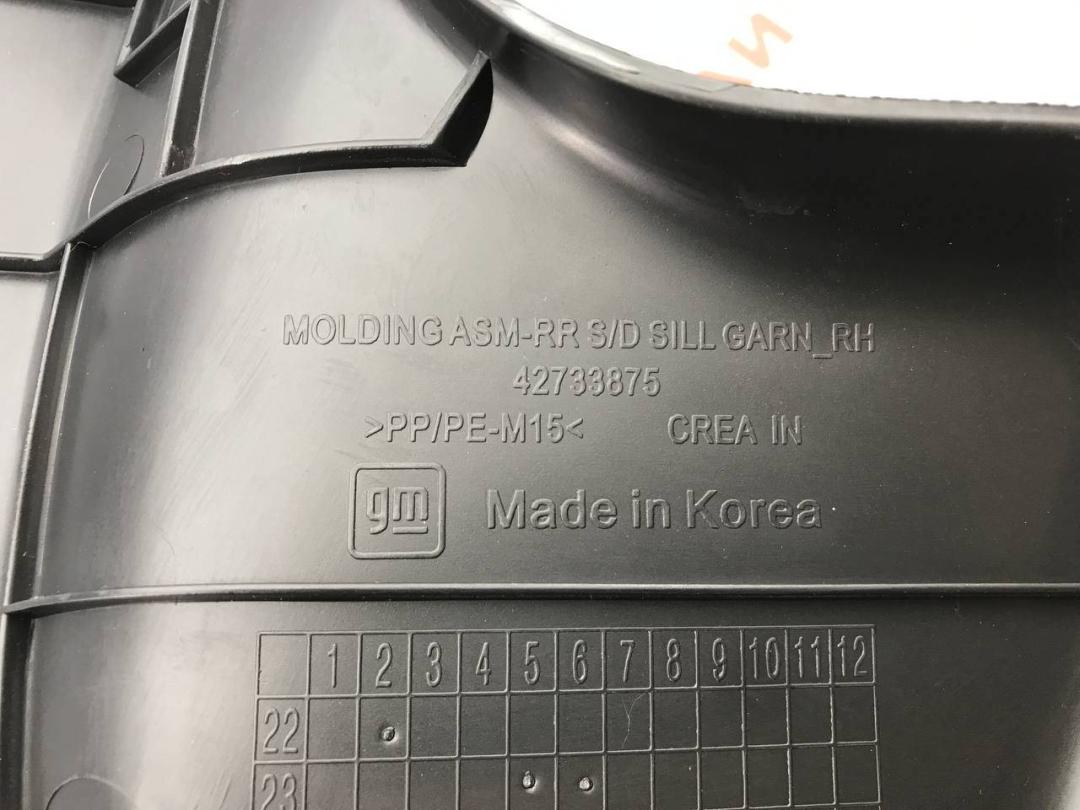 MOLDING ASM-RR S/D SILL GARN_RH
42733875
>PP/PE-M15< CREA IN
gm Made in Korea
1 2 3 4 5 6 7 8 9 10 11 12
22
23